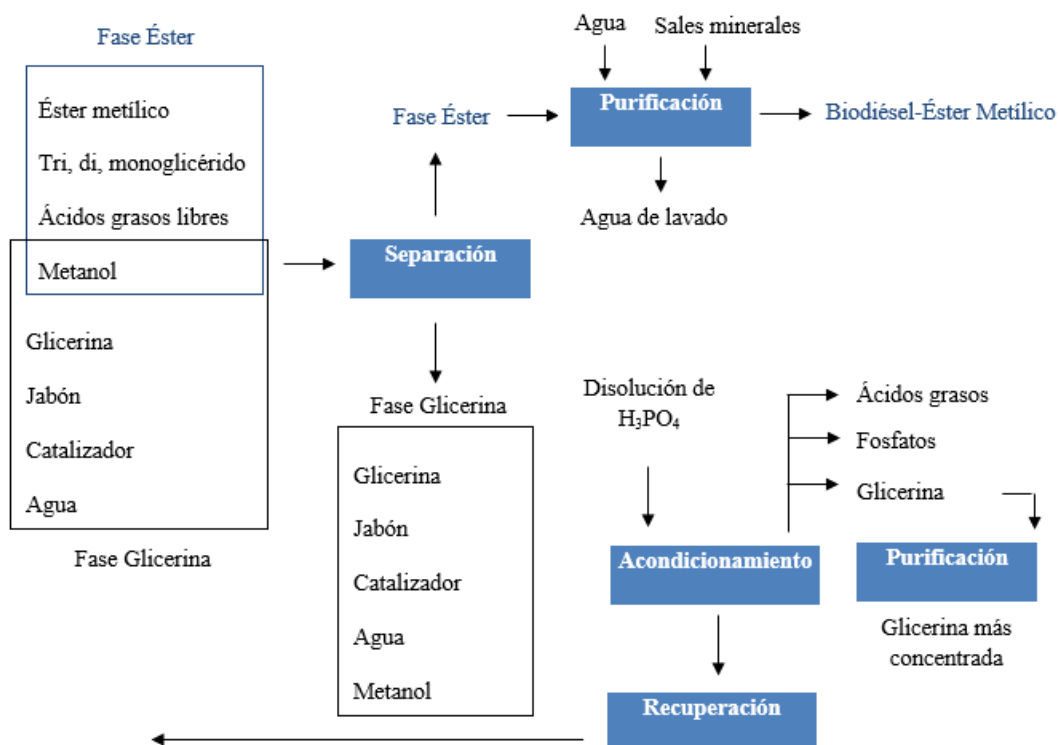 Fase Éster
Éster metílico
Tri, di, monoglicérido
Ácidos grasos libres
Metanol
Glicerina
Jabón
Catalizador
Agua
Fase Glicerina
Separación
Fase Éster
Agua
Sales minerales
Purificación
Biodiésel-Éster Metílico
Agua de lavado
Fase Glicerina
Glicerina
Jabón
Catalizador
Agua
Metanol
Disolución de
H₃PO₄
Acondicionamiento
Ácidos grasos
Fosfatos
Glicerina
Purificación
Glicerina más
concentrada
Recuperación